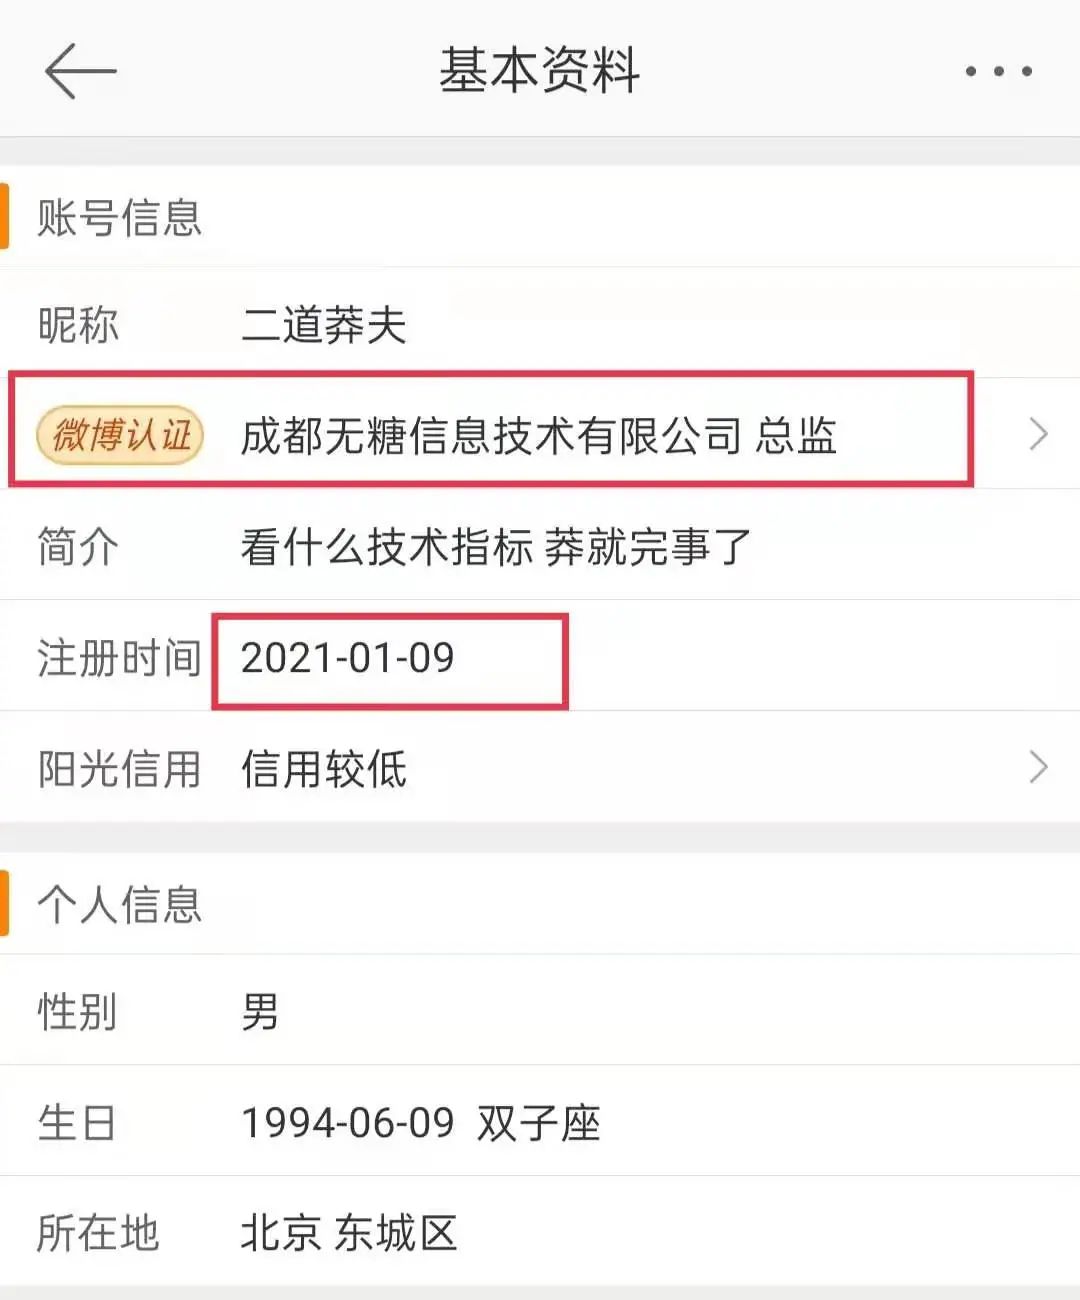 基本资料
账号信息
昵称 二道莽夫
微博认证 成都无糖信息技术有限公司 总监
简介 看什么技术指标 莽就完事了
注册时间 2021-01-09
阳光信用 信用较低
个人信息
性别 男
生日 1994-06-09 双子座
所在地 北京 东城区